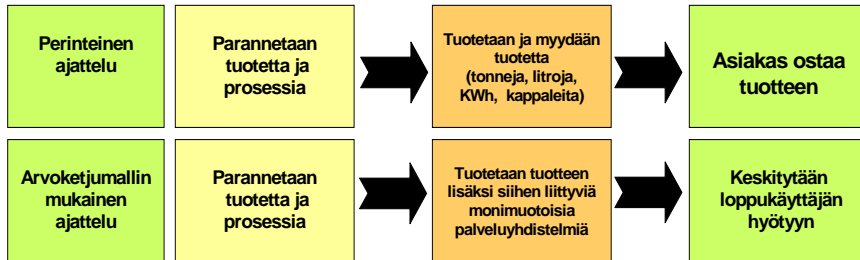 Perinteinen
ajattelu
Parannetaan
tuotetta ja
prosessia
Tuotetaan ja myydään
tuotetta
(tonneja, litroja,
KWh, kappaleita)
Asiakas ostaa
tuotteen
Arvoketjumallin
mukainen
ajattelu
Parannetaan
tuotetta ja
prosessia
Tuotetaan tuotteen
lisäksi siihen liittyviä
monimuotoisia
palveluyhdistelmiä
Keskitytään
loppukäyttäjän
hyötyyn